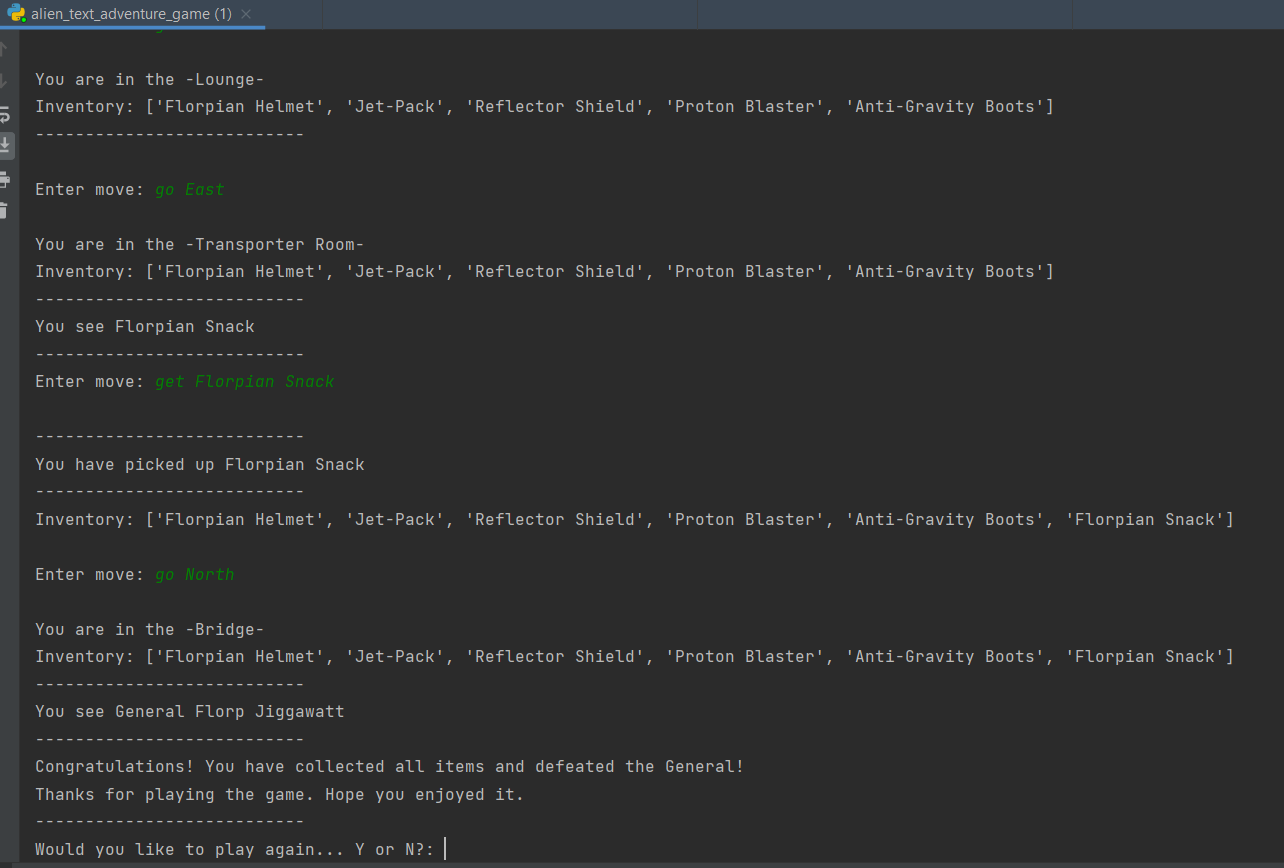 alien_text_adventure_game (1)
You are in the -Lounge-
Inventory: ['Florpian Helmet', 'Jet-Pack', 'Reflector Shield', 'Proton Blaster', 'Anti-Gravity Boots']
---------------------------
Enter move: go East
You are in the -Transporter Room-
Inventory: ['Florpian Helmet', 'Jet-Pack', 'Reflector Shield', 'Proton Blaster', 'Anti-Gravity Boots']
---------------------------
You see Florpian Snack
---------------------------
Enter move: get Florpian Snack
---------------------------
You have picked up Florpian Snack
---------------------------
Inventory: ['Florpian Helmet', 'Jet-Pack', 'Reflector Shield', 'Proton Blaster', 'Anti-Gravity Boots', 'Florpian Snack']
Enter move: go North
You are in the -Bridge-
Inventory: ['Florpian Helmet', 'Jet-Pack', 'Reflector Shield', 'Proton Blaster', 'Anti-Gravity Boots', 'Florpian Snack']
---------------------------
You see General Florp Jiggawatt
---------------------------
Congratulations! You have collected all items and defeated the General!
Thanks for playing the game. Hope you enjoyed it.
---------------------------
Would you like to play again... Y or N?: